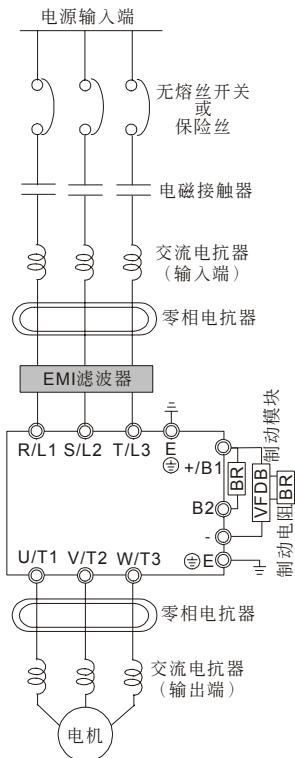 电源输入端
无熔丝开关
或
保险丝
电磁接触器
交流电抗器
（输入端）
零相电抗器
EMI滤波器
R/L1 S/L2 T/L3 E
+/B1
BR
VFDB
BR
制动模块
制动电阻
B2
-
E
U/T1 V/T2 W/T3
零相电抗器
交流电抗器
（输出端）
电机